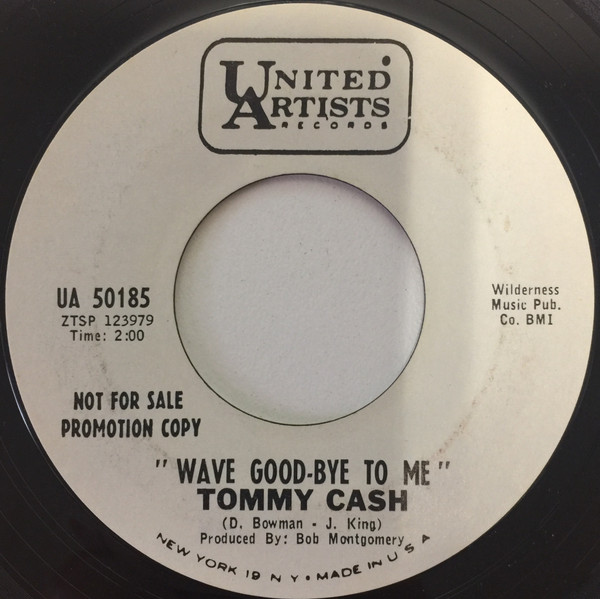 UNITED
ARTISTS
RECORDS
UA 50185
ZTSP 123979
Time: 2:00
Wilderness
Music Pub.
Co. BMI
NOT FOR SALE
PROMOTION COPY
"WAVE GOOD-BYE TO ME"
TOMMY CASH
(D. Bowman - J. King)
Produced By: Bob Montgomery
NEW YORK 19 N Y • MADE IN U S A